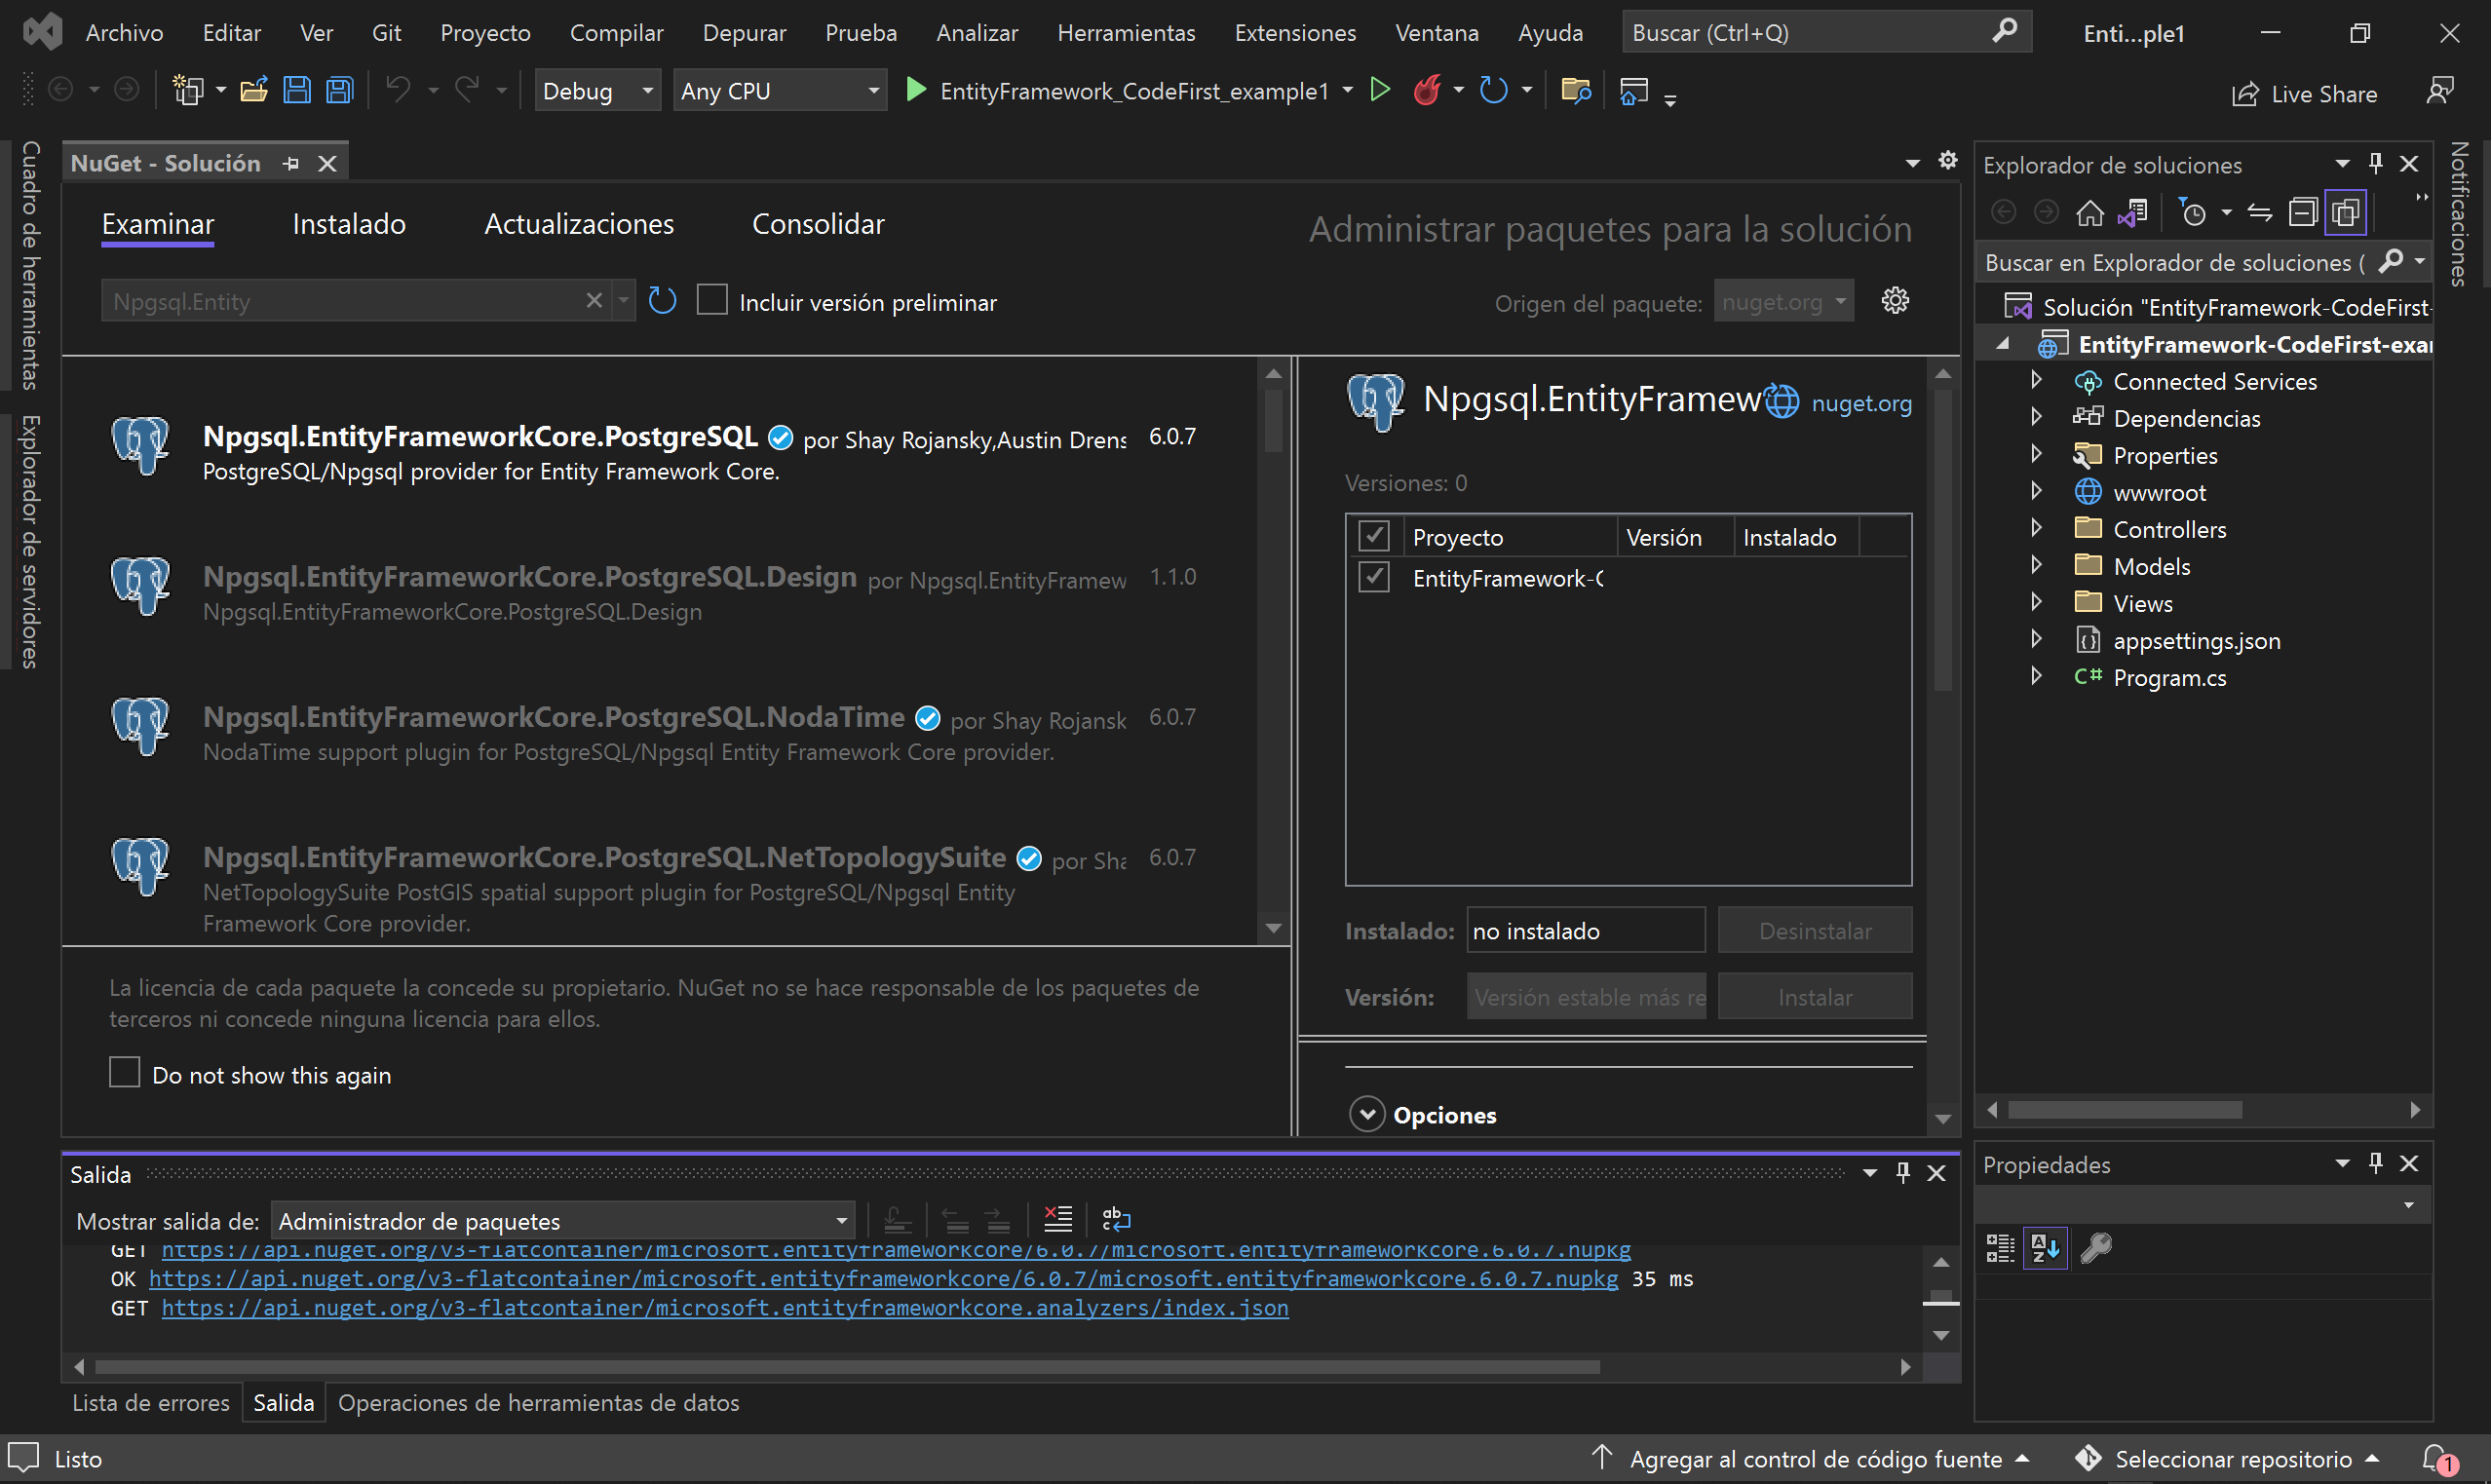 Archivo Editar Ver Git Proyecto Compilar Depurar Prueba Analizar Herramientas Extensiones Ventana Ayuda Buscar (Ctrl+Q) Enti...ple1
Debug Any CPU EntityFramework_CodeFirst_example1 Live Share
Cuadro de herramientas
Explorador de servidores
NuGet - Solución
Examinar Instalado Actualizaciones Consolidar Administrar paquetes para la solución
Npgsql.Entity Incluir versión preliminar Origen del paquete: nuget.org
Npgsql.EntityFrameworkCore.PostgreSQL por Shay Rojansky,Austin Drens 6.0.7
PostgreSQL/Npgsql provider for Entity Framework Core.
Npgsql.EntityFrameworkCore.PostgreSQL.Design por Npgsql.EntityFramew 1.1.0
Npgsql.EntityFrameworkCore.PostgreSQL.Design
Npgsql.EntityFrameworkCore.PostgreSQL.NodaTime por Shay Rojansk 6.0.7
NodaTime support plugin for PostgreSQL/Npgsql Entity Framework Core provider.
Npgsql.EntityFrameworkCore.PostgreSQL.NetTopologySuite por Sha 6.0.7
NetTopologySuite PostGIS spatial support plugin for PostgreSQL/Npgsql Entity
Framework Core provider.
La licencia de cada paquete la concede su propietario. NuGet no se hace responsable de los paquetes de
terceros ni concede ninguna licencia para ellos.
Do not show this again
Npgsql.EntityFramew nuget.org
Versiones: 0
Proyecto Versión Instalado
EntityFramework-C
Instalado: no instalado Desinstalar
Versión: Versión estable más re Instalar
Opciones
Salida
Mostrar salida de: Administrador de paquetes
GET https://api.nuget.org/v3-flatcontainer/microsoft.entityframeworkcore/6.0.7/microsoft.entityframeworkcore.6.0.7.nupkg
OK https://api.nuget.org/v3-flatcontainer/microsoft.entityframeworkcore/6.0.7/microsoft.entityframeworkcore.6.0.7.nupkg 35 ms
GET https://api.nuget.org/v3-flatcontainer/microsoft.entityframeworkcore.analyzers/index.json
Lista de errores Salida Operaciones de herramientas de datos
Explorador de soluciones
Buscar en Explorador de soluciones (
Solución "EntityFramework-CodeFirst-
EntityFramework-CodeFirst-exa
Connected Services
Dependencias
Properties
wwwroot
Controllers
Models
Views
appsettings.json
C# Program.cs
Propiedades
Notificaciones
Listo Agregar al control de código fuente Seleccionar repositorio 1